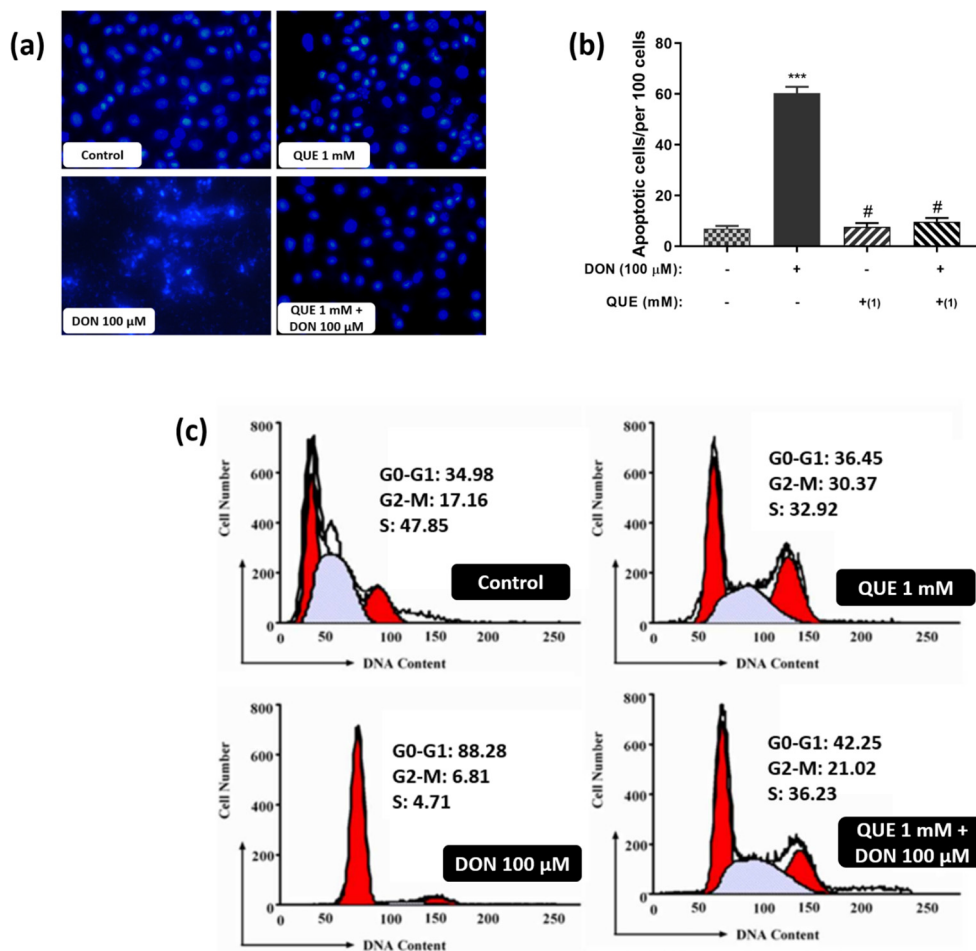 (a)
Control
QUE 1 mM
DON 100 µM
QUE 1 mM +
DON 100 µM
(b)
Apoptotic cells/per 100 cells
80
60
40
20
0
***
#
#
DON (100 µM): - + - +
QUE (mM): - - +(1) +(1)
(c)
Cell Number
800
600
400
200
0
G0-G1: 34.98
G2-M: 17.16
S: 47.85
Control
0 50 100 150 200 250
DNA Content
Cell Number
800
600
400
200
0
G0-G1: 36.45
G2-M: 30.37
S: 32.92
QUE 1 mM
0 50 100 150 200 250
DNA Content
Cell Number
800
600
400
200
0
G0-G1: 88.28
G2-M: 6.81
S: 4.71
DON 100 µM
0 50 100 150 200 250
DNA Content
Cell Number
800
600
400
200
0
G0-G1: 42.25
G2-M: 21.02
S: 36.23
QUE 1 mM +
DON 100 µM
0 50 100 150 200 250
DNA Content